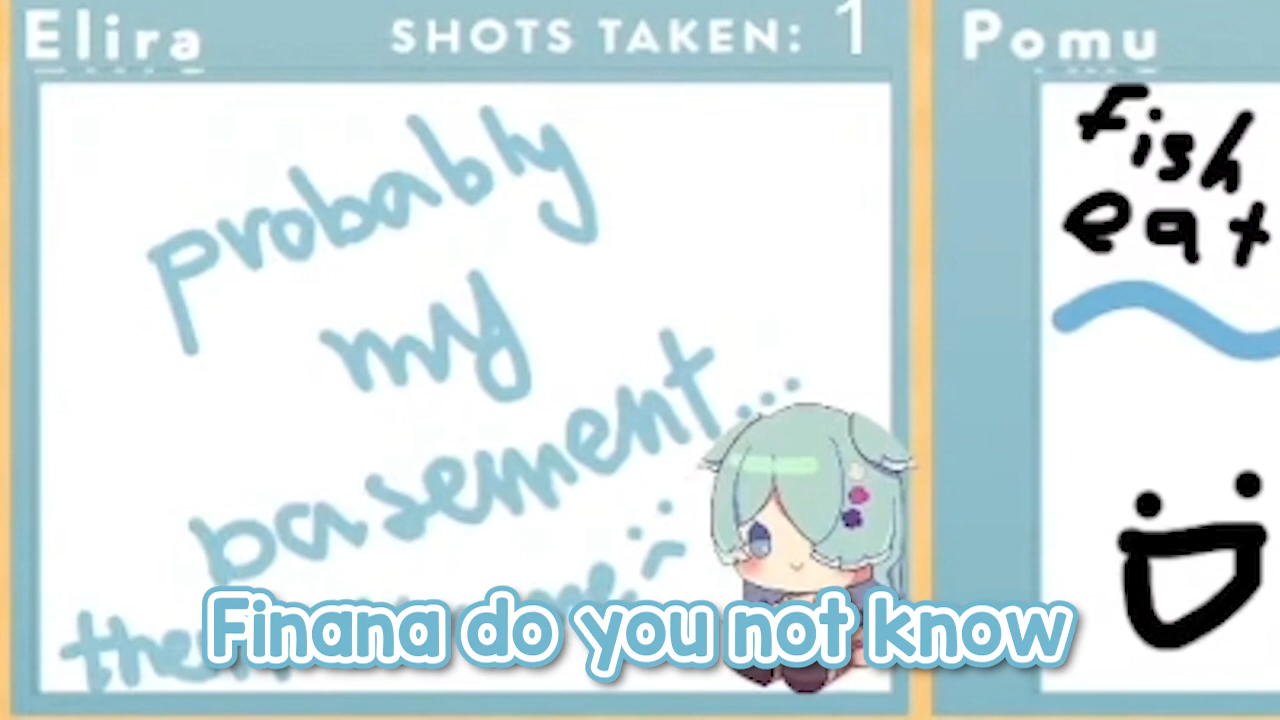 Elira
SHOTS TAKEN: 1
probably
my
basement...
Finana do you not know
Pomu
Fish
eat